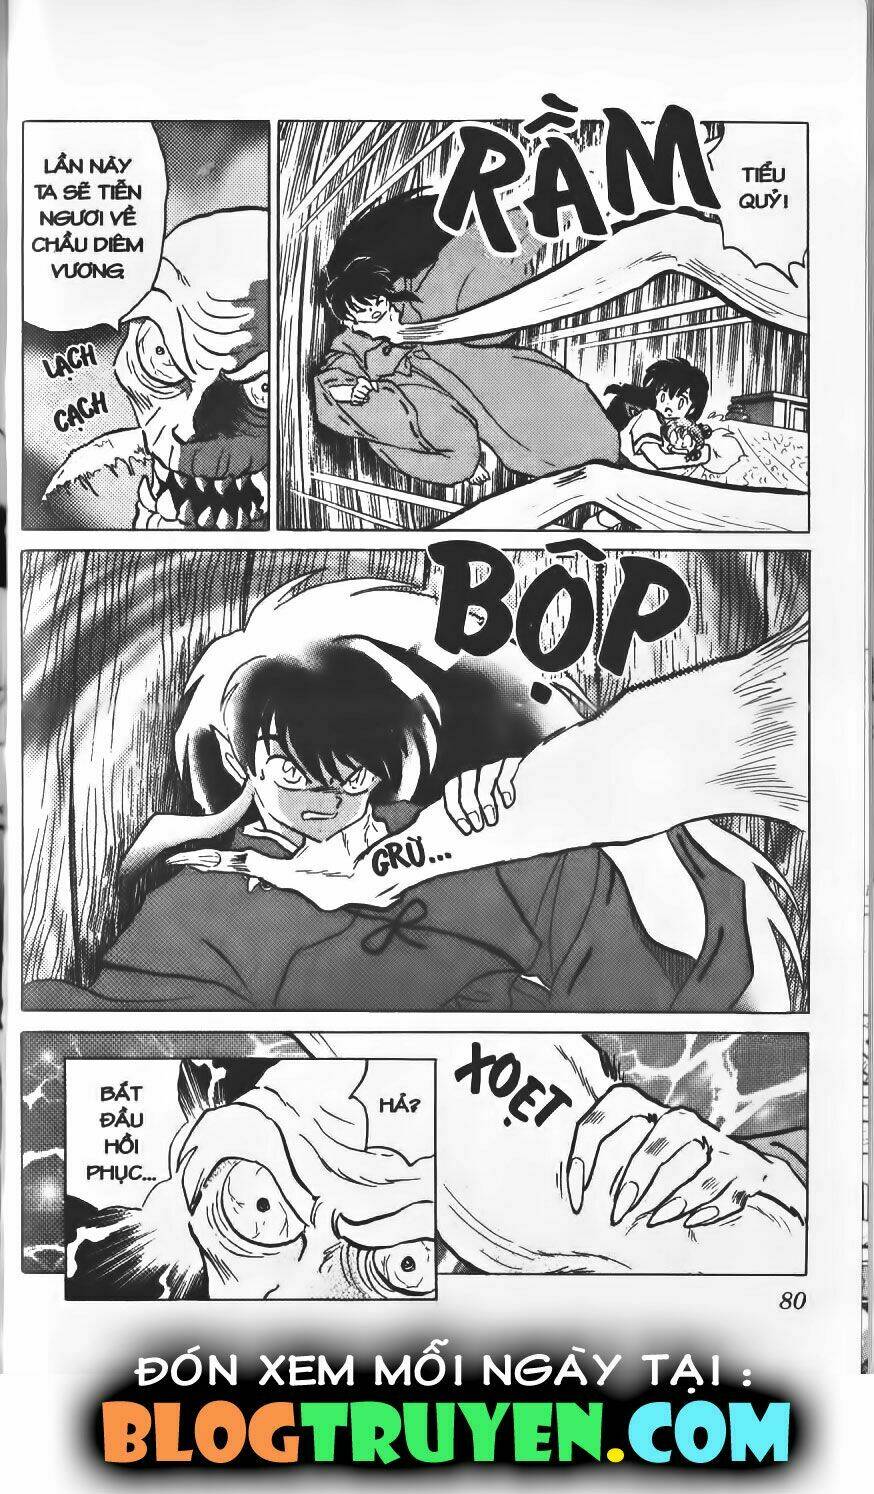 RẦM
TIỂU
QUỶ!
LẦN NÀY
TA SẼ TIỄN
NGƯƠI VỀ
CHẦU DIÊM
VƯƠNG.
LẠCH
CẠCH
BỘP
GRỪ...
XOẸT
HẢ?
BẮT
ĐẦU
HỒI
PHỤC...
80
ĐÓN XEM MỖI NGÀY TẠI :
BLOGTRUYEN.COM